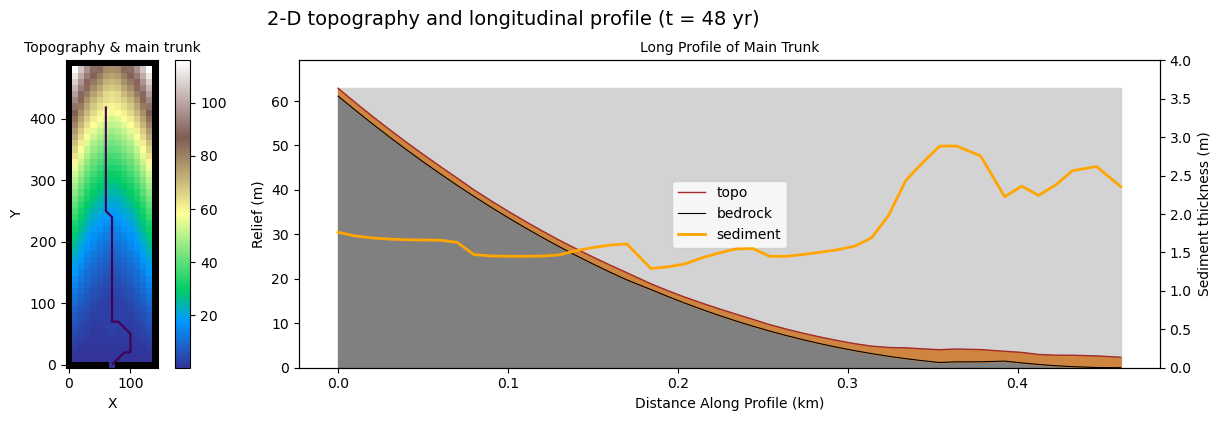 2-D topography and longitudinal profile (t = 48 yr)
Topography & main trunk
Y
400
300
200
100
0
0 100
X
100
80
60
40
20
Long Profile of Main Trunk
Relief (m)
60
50
40
30
20
10
0
0.0 0.1 0.2 0.3 0.4
Distance Along Profile (km)
topo
bedrock
sediment
4.0
3.5
3.0
2.5
2.0
1.5
1.0
0.5
0.0
Sediment thickness (m)